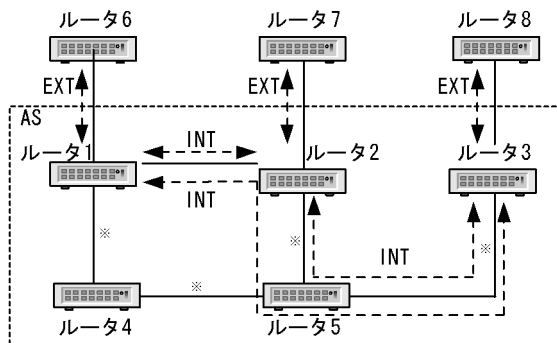 ルータ6
ルータ7
ルータ8
EXT
EXT
EXT
AS
ルータ1
INT
ルータ2
ルータ3
INT
※
※
※
INT
※
ルータ4
ルータ5